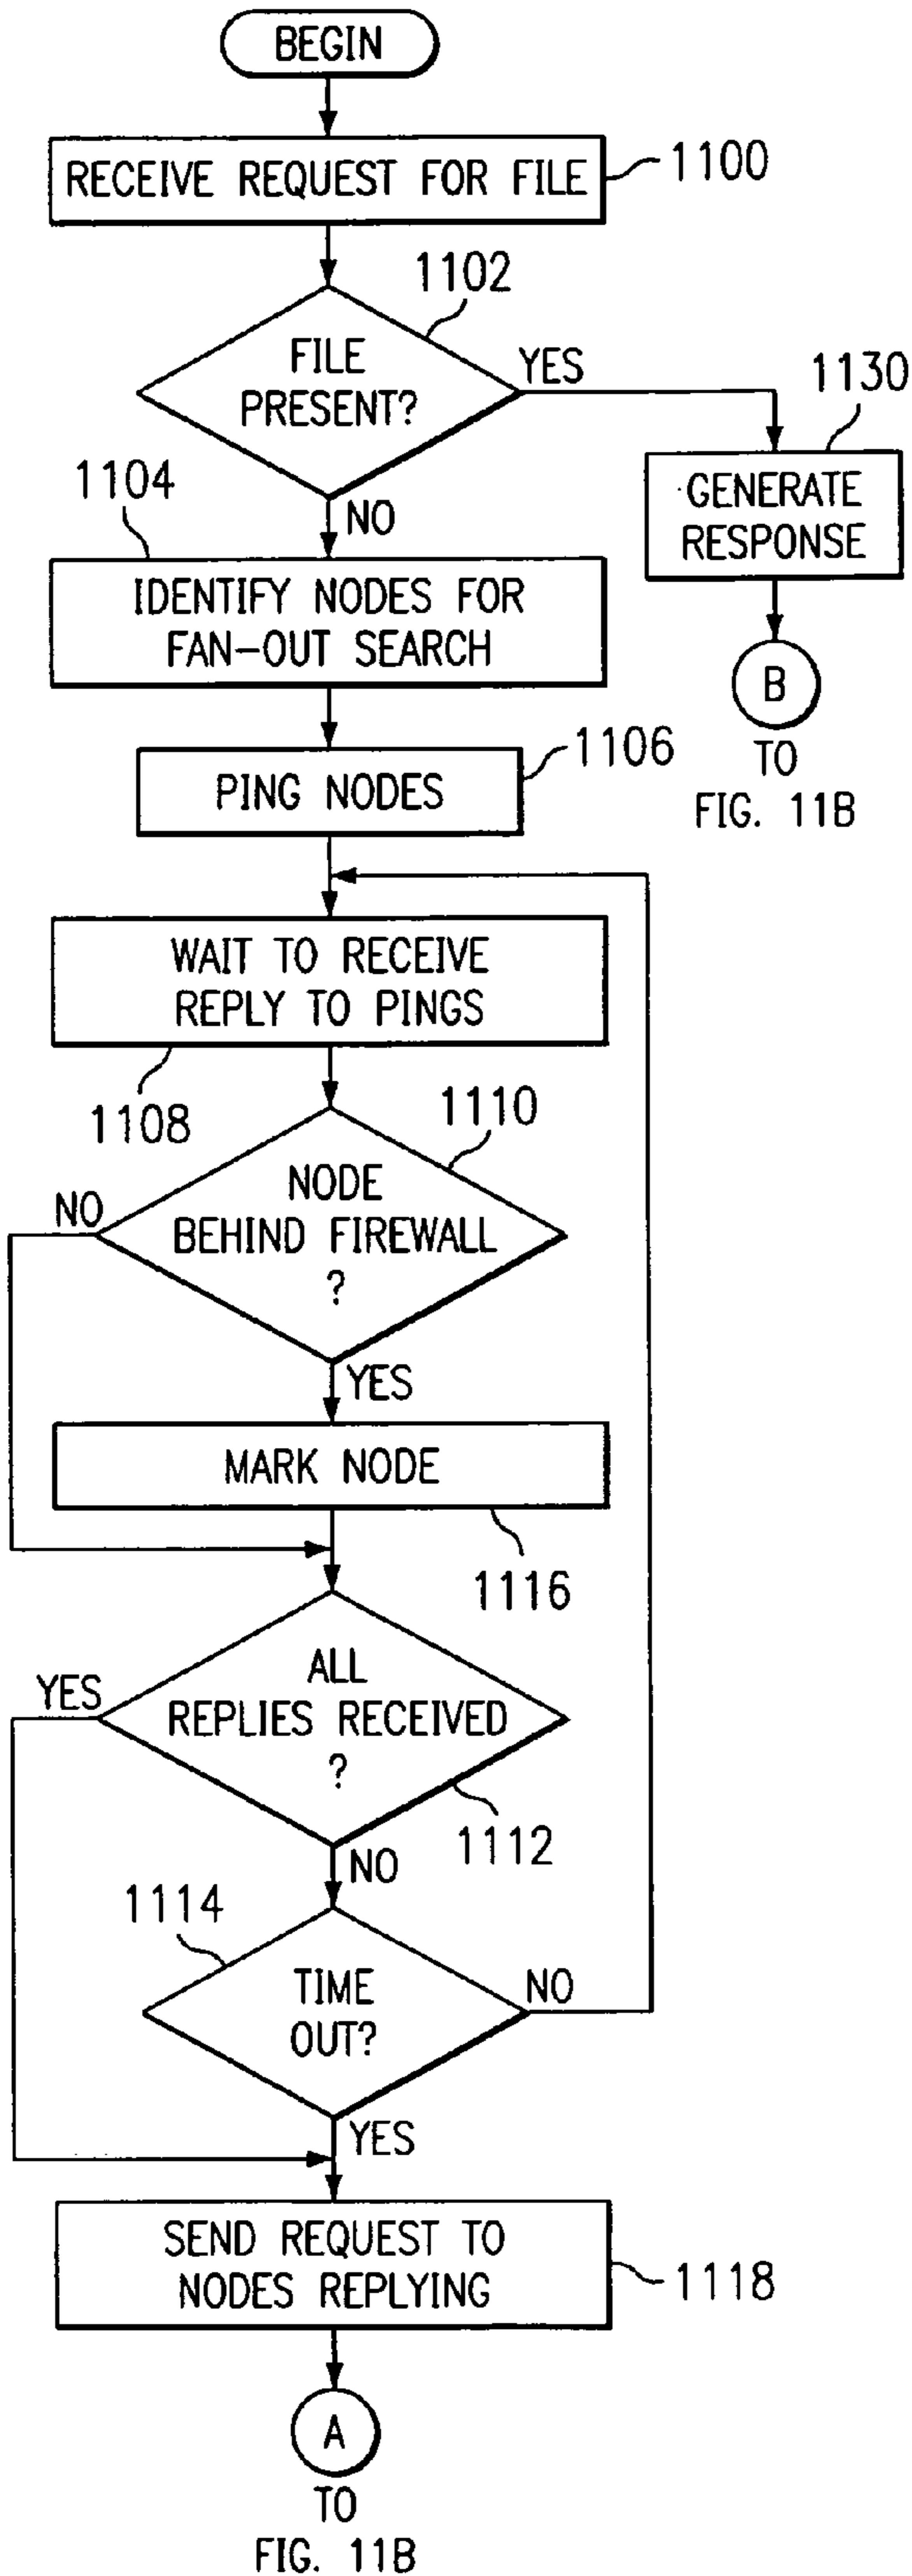 BEGIN
RECEIVE REQUEST FOR FILE
1100
1102
FILE
PRESENT?
YES
1130
GENERATE
RESPONSE
B
TO
FIG. 11B
NO
1104
IDENTIFY NODES FOR
FAN-OUT SEARCH
1106
PING NODES
WAIT TO RECEIVE
REPLY TO PINGS
1108
1110
NODE
BEHIND FIREWALL
?
NO
YES
MARK NODE
1116
ALL
REPLIES RECEIVED
?
YES
1112
NO
1114
TIME
OUT?
NO
YES
SEND REQUEST TO
NODES REPLYING
1118
A
TO
FIG. 11B